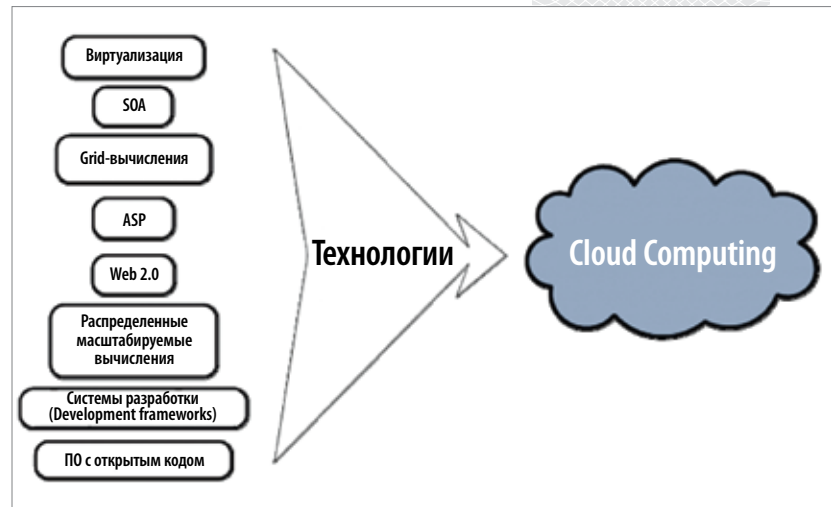 Виртуализация
SOA
Grid-вычисления
ASP
Web 2.0
Распределенные
масштабируемые
вычисления
Системы разработки
(Development frameworks)
ПО с открытым кодом
Технологии
Cloud Computing